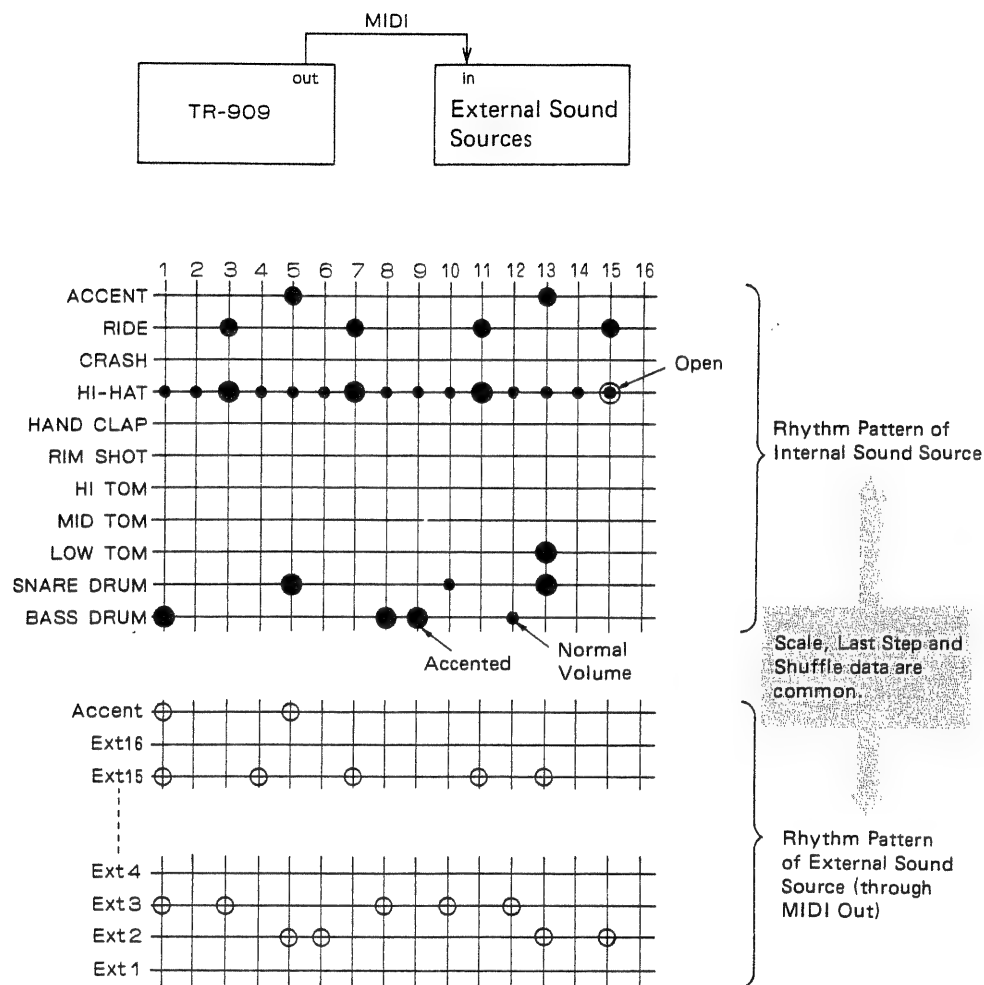 MIDI
out
TR-909
in
External Sound
Sources
1 2 3 4 5 6 7 8 9 10 11 12 13 14 15 16
ACCENT
RIDE
CRASH
Open
HI-HAT
HAND CLAP
Rhythm Pattern of
Internal Sound Source
RIM SHOT
HI TOM
MID TOM
LOW TOM
SNARE DRUM
BASS DRUM
Accented
Normal
Volume
Scale, Last Step and
Shuffle data are
common.
Accent
Ext16
Ext15
Rhythm Pattern
of External Sound
Source (through
MIDI Out)
Ext4
Ext3
Ext2
Ext1